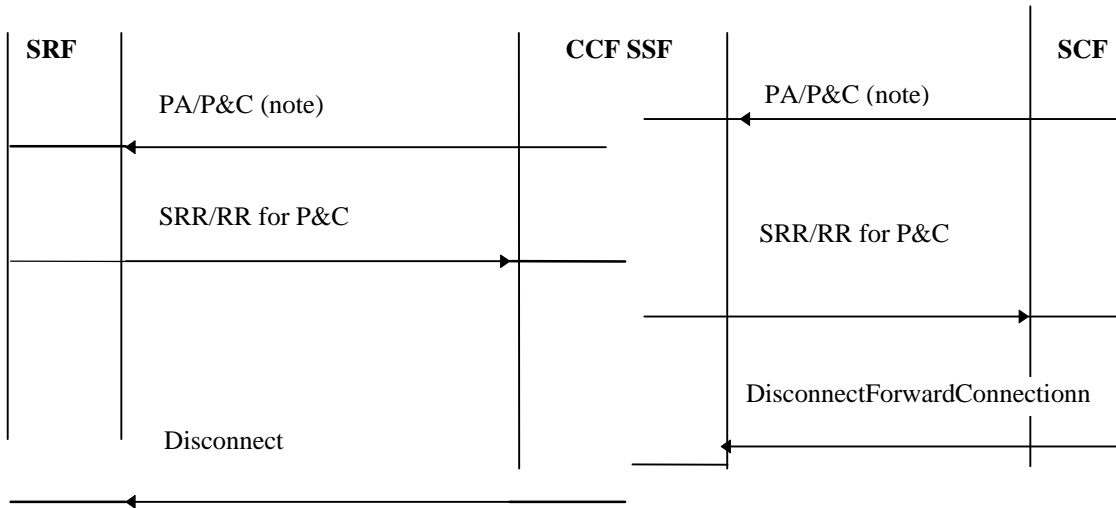 SRF
CCF SSF
SCF
PA/P&C (note)
PA/P&C (note)
SRR/RR for P&C
SRR/RR for P&C
DisconnectForwardConnectionn
Disconnect